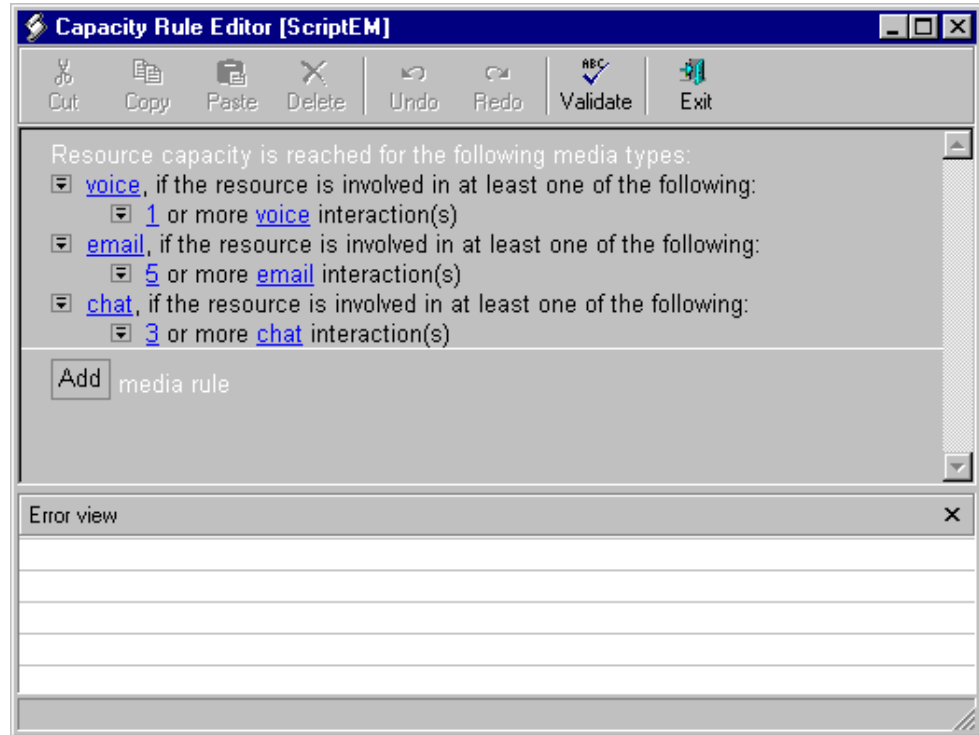 Capacity Rule Editor [ScriptEM]
Cut Copy Paste Delete Undo Redo ABC Validate Exit
Resource capacity is reached for the following media types:
voice, if the resource is involved in at least one of the following:
1 or more voice interaction(s)
email, if the resource is involved in at least one of the following:
5 or more email interaction(s)
chat, if the resource is involved in at least one of the following:
3 or more chat interaction(s)
Add media rule
Error view